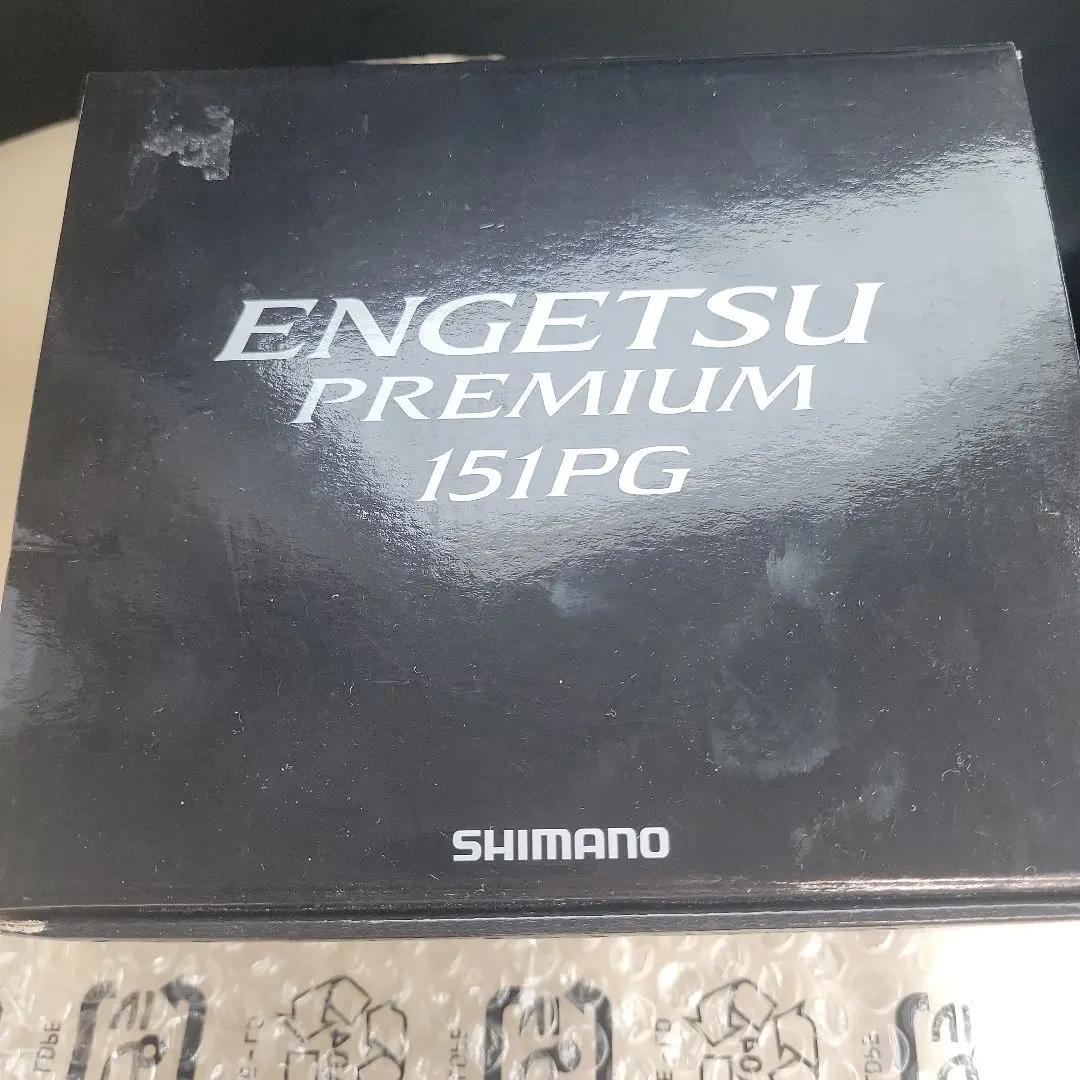 ENGETSU
PREMIUM
151PG
SHIMANO